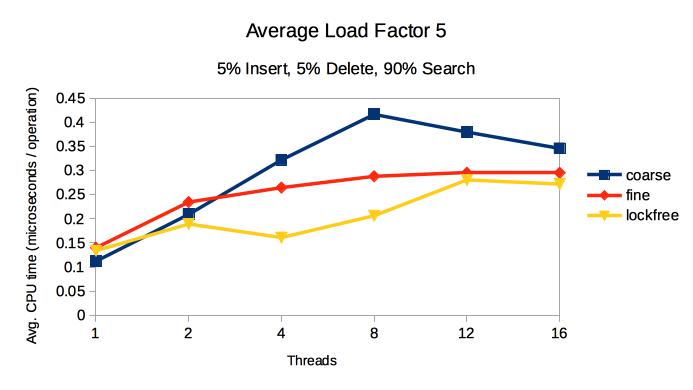 Average Load Factor 5
5% Insert, 5% Delete, 90% Search
Avg. CPU time (microseconds / operation)
0.45
0.4
0.35
0.3
0.25
0.2
0.15
0.1
0.05
0
1 2 4 8 12 16
Threads
coarse
fine
lockfree